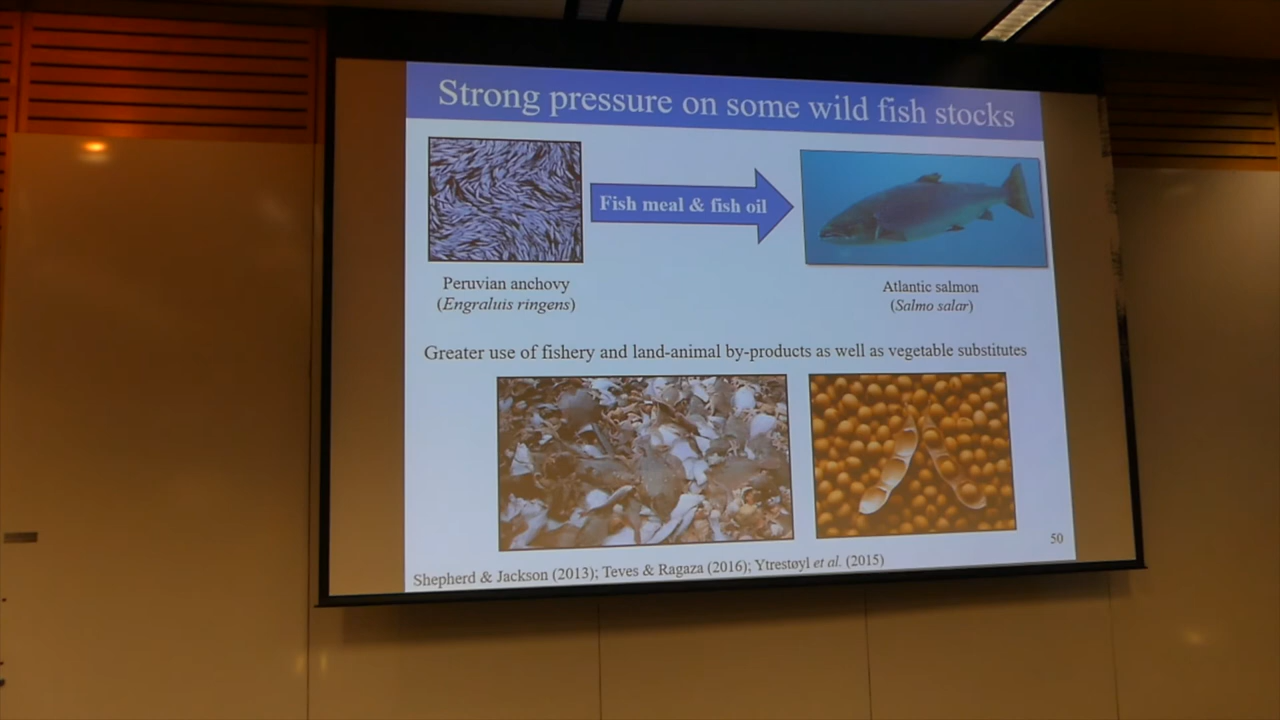 Strong pressure on some wild fish stocks
Fish meal & fish oil
Peruvian anchovy
(Engraluis ringens)
Atlantic salmon
(Salmo salar)
Greater use of fishery and land-animal by-products as well as vegetable substitutes
50
Shepherd & Jackson (2013); Teves & Ragaza (2016); Ytrestøyl et al. (2015)